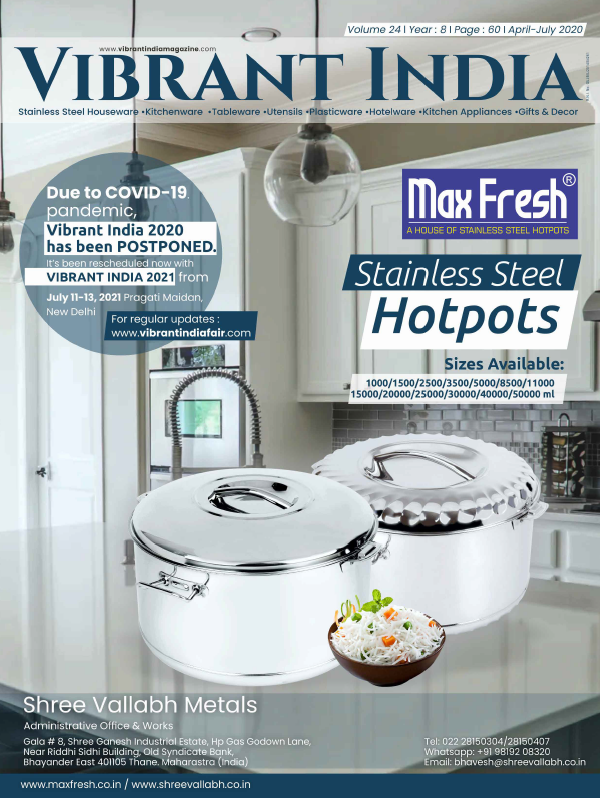 Volume 24 I Year : 8 I Page : 60 I April-July 2020
www.vibrantindiamagazine.com
VIBRANT INDIA
Stainless Steel Houseware •Kitchenware •Tableware •Utensils •Plasticware •Hotelware •Kitchen Appliances •Gifts & Decor
Due to COVID-19
pandemic,
Vibrant India 2020
has been POSTPONED.
It's been rescheduled now with
VIBRANT INDIA 2021 from
July 11-13, 2021 Pragati Maidan,
New Delhi
For regular updates :
www.vibrantindiafair.com
Max Fresh®
A HOUSE OF STAINLESS STEEL HOTPOTS
Stainless Steel
Hotpots
Sizes Available:
1000/1500/2500/3500/5000/8500/11000
15000/20000/25000/30000/40000/50000 ml
Shree Vallabh Metals
Administrative Office & Works
Gala # 8, Shree Ganesh Industrial Estate, Hp Gas Godown Lane,
Near Riddhi Sidhi Building, Old Syndicate Bank,
Bhayander East 401105 Thane. Maharastra (India)
Tel: 022 28150304/28150407
Whatsapp: +91 98192 08320
Email: bhavesh@shreevallabh.co.in
www.maxfresh.co.in / www.shreevallabh.co.in